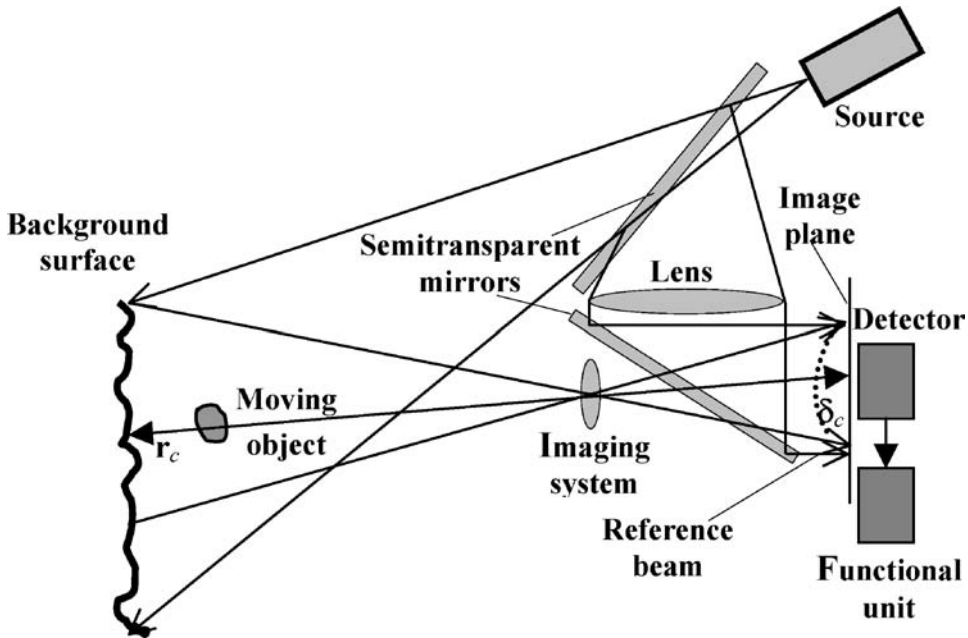 Source
Background
surface
Semitransparent
mirrors
Image
plane
Lens
Detector
Moving
object
r_c
δ_c
Imaging
system
Reference
beam
Functional
unit